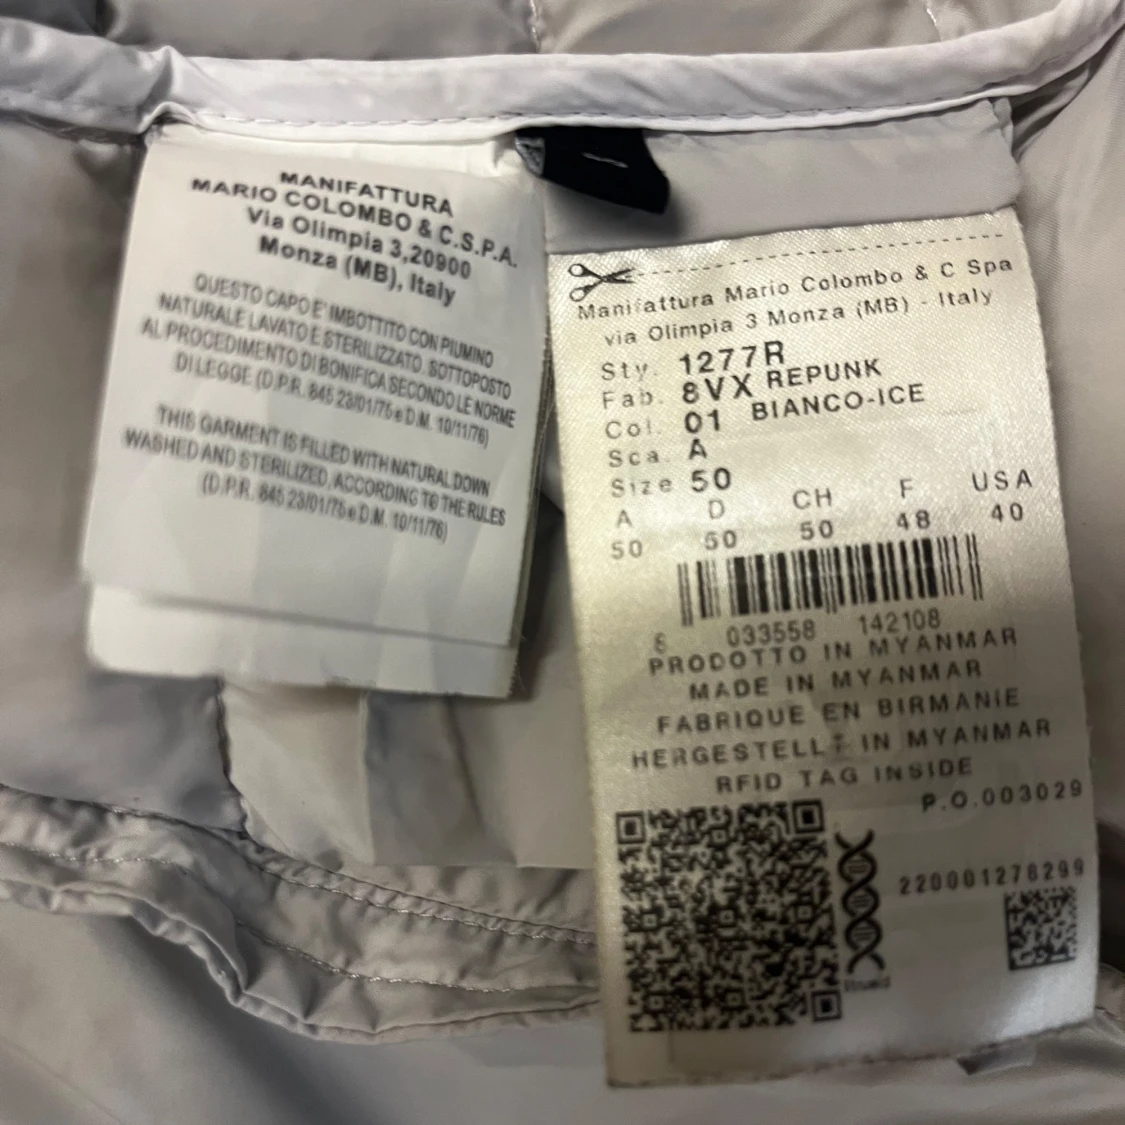 MANIFATTURA
MARIO COLOMBO & C.S.P.A.
Via Olimpia 3,20900
Monza (MB), Italy
QUESTO CAPO E' IMBOTTITO CON PIUMINO
NATURALE LAVATO E STERILIZZATO. SOTTOPOSTO
AL PROCEDIMENTO DI BONIFICA SECONDO LE NORME
DI LEGGE (D.P.R. 845 23/01/75 e D.M. 10/11/76)
THIS GARMENT IS FILLED WITH NATURAL DOWN
WASHED AND STERILIZED, ACCORDING TO THE RULES
(D.P.R. 845 23/01/75 e D.M. 10/11/76)
Manifattura Mario Colombo & C Spa
via Olimpia 3 Monza (MB) - Italy
Sty. 1277R
Fab. 8VX REPUNK
Col. 01 BIANCO-ICE
Sca. A
Size 50
A D CH F USA
50 50 50 48 40
033558 142108
PRODOTTO IN MYANMAR
MADE IN MYANMAR
FABRIQUE EN BIRMANIE
HERGESTELLT IN MYANMAR
RFID TAG INSIDE
P.O.003029
220001278299